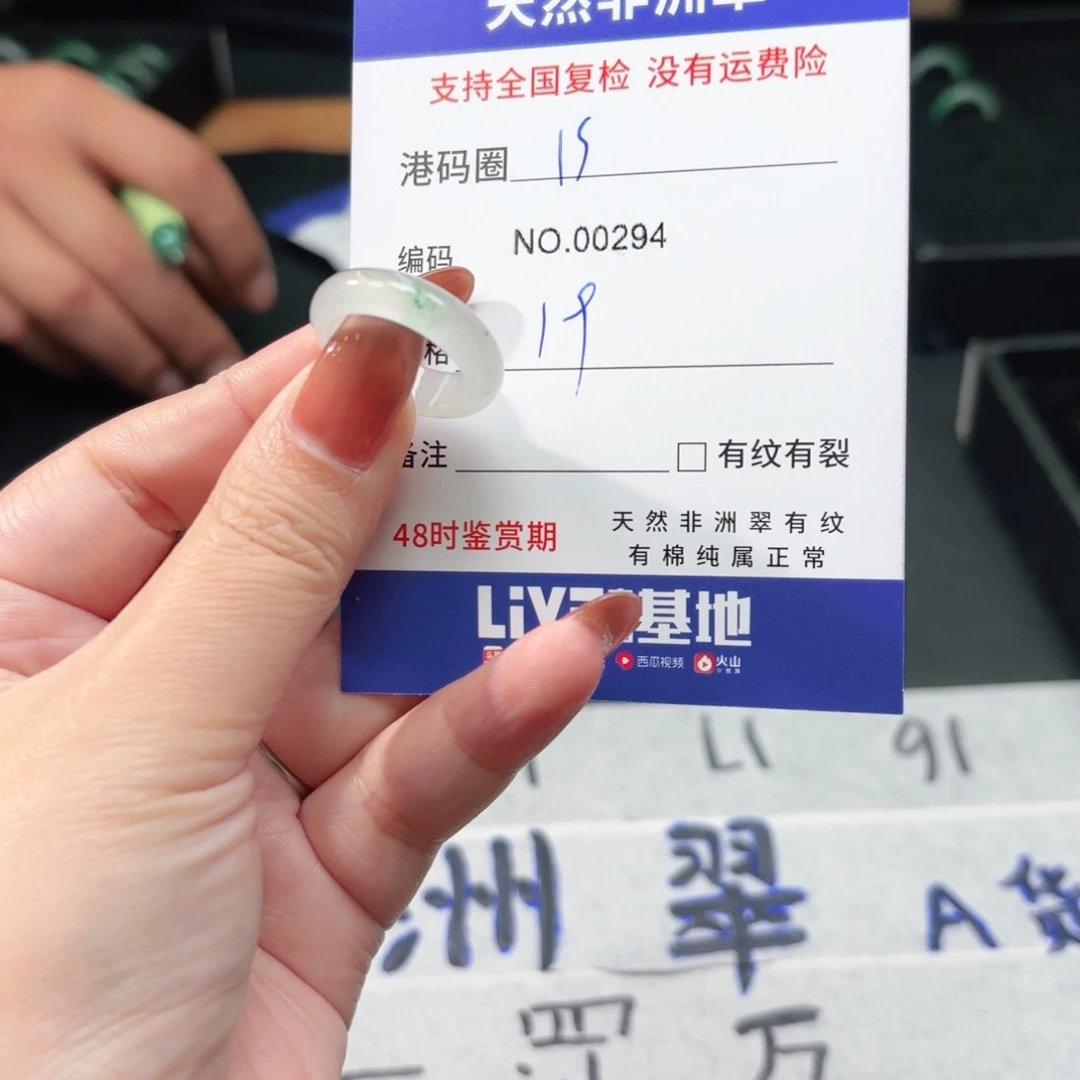 天然非洲翠
支持全国复检 没有运费险
港码圈 15
编码 NO.00294
格 19
备注 □ 有纹有裂
48时鉴赏期
天然非洲翠有纹
有棉纯属正常
基地
西瓜视频 火山
91
洲 翠 A 货
万